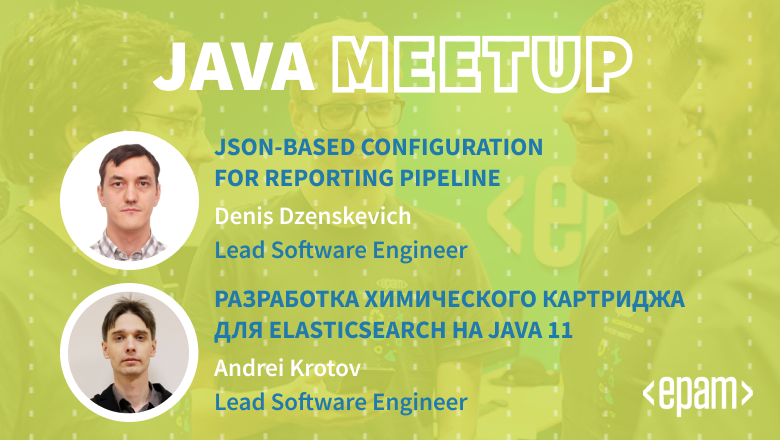 JAVA MEETUP
JSON-BASED CONFIGURATION
FOR REPORTING PIPELINE
Denis Dzenskevich
Lead Software Engineer
РАЗРАБОТКА ХИМИЧЕСКОГО КАРТРИДЖА
ДЛЯ ELASTICSEARCH НА JAVA 11
Andrei Krotov
Lead Software Engineer
<epam>